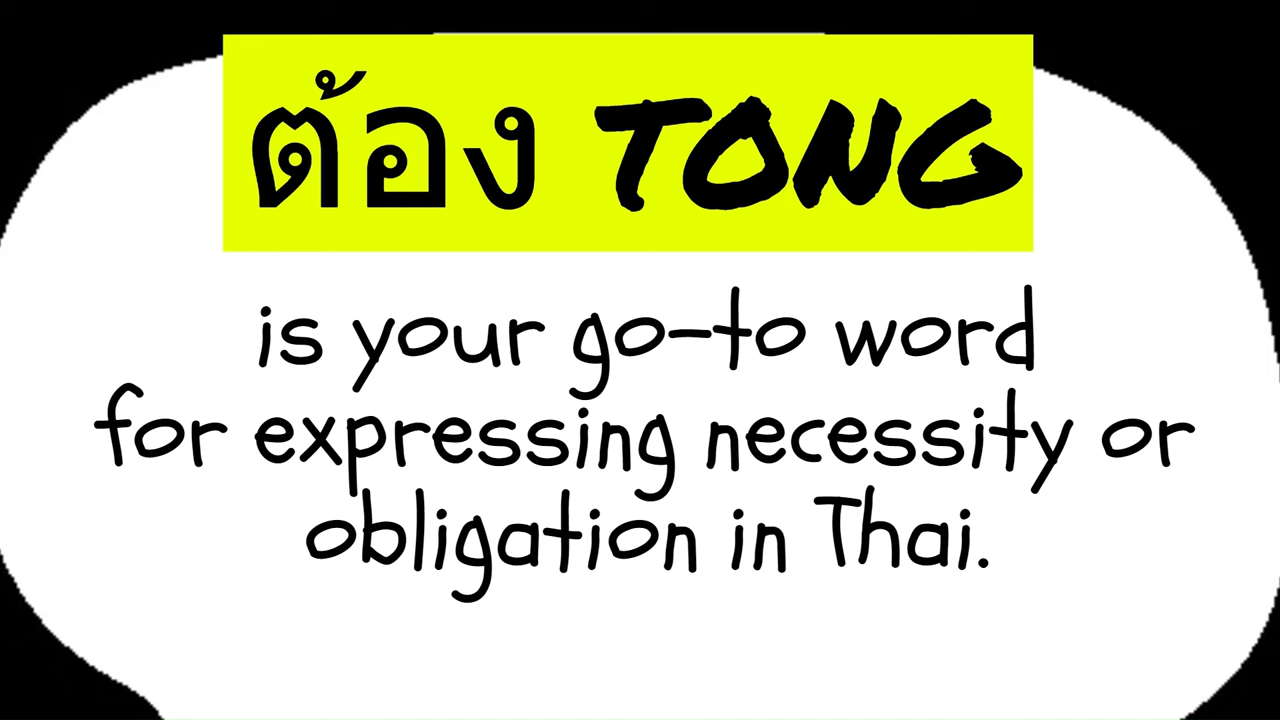 ต้อง TONG
is your go-to word
for expressing necessity or
obligation in Thai.